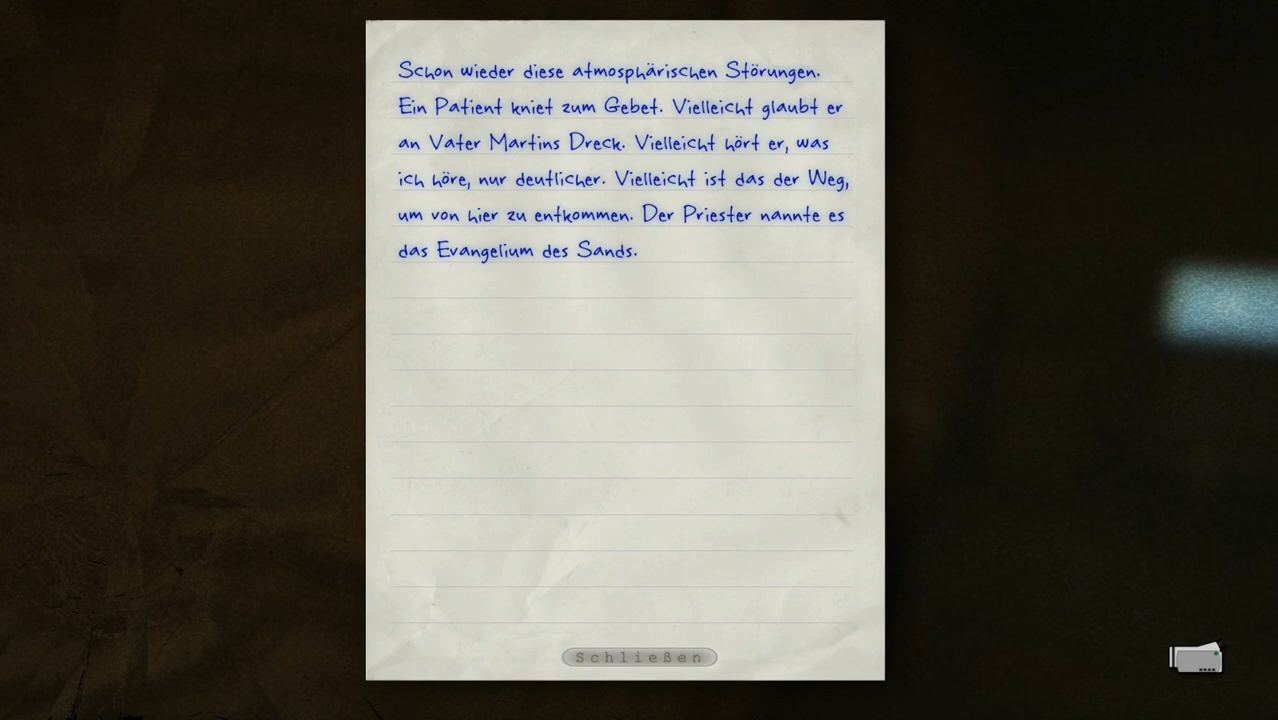 Schon wieder diese atmosphärischen Störungen.
Ein Patient kniet zum Gebet. Vielleicht glaubt er
an Vater Martins Dreck. Vielleicht hört er, was
ich höre, nur deutlicher. Vielleicht ist das der Weg,
um von hier zu entkommen. Der Priester nannte es
das Evangelium des Sands.
Schließen